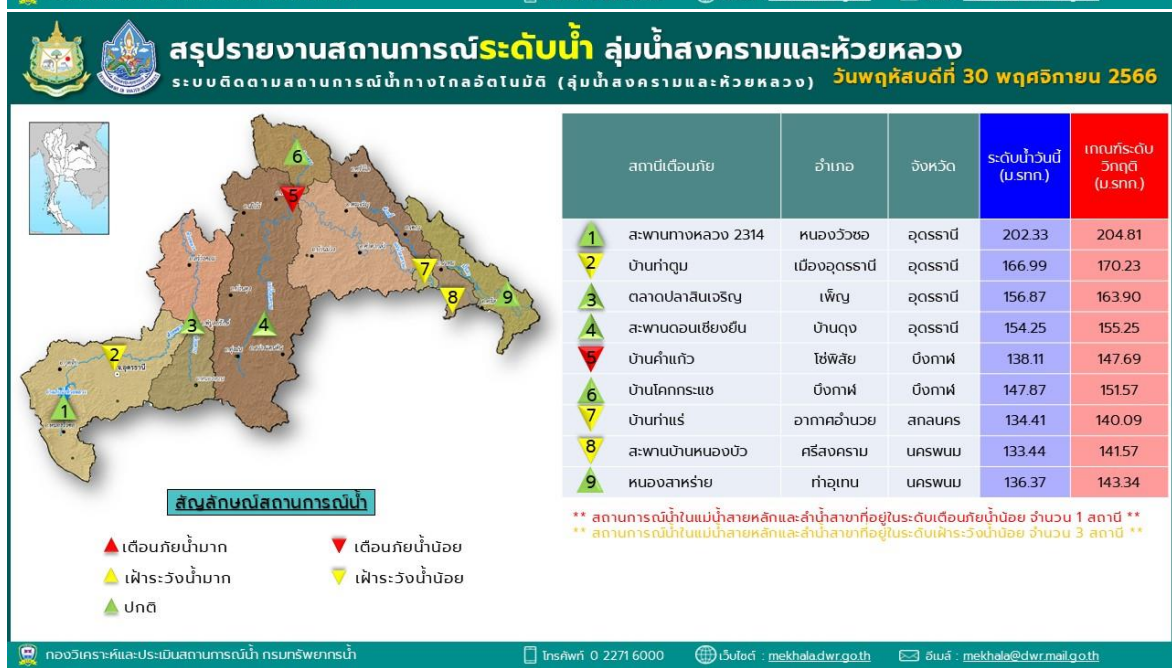 สรุปรายงานสถานการณ์ระดับน้ำ ลุ่มน้ำสงครามและห้วยหลวง
ระบบติดตามสถานการณ์น้ำทางไกลอัตโนมัติ (ลุ่มน้ำสงครามและห้วยหลวง) วันพฤหัสบดีที่ 30 พฤศจิกายน 2566
สถานีเตือนภัย อำเภอ จังหวัด ระดับน้ำวันนี้ (ม.รทก.) เกณฑ์ระดับวิกฤติ (ม.รทก.)
1 สะพานทางหลวง 2314 หนองวัวซอ อุดรธานี 202.33 204.81
2 บ้านท่าตูม เมืองอุดรธานี อุดรธานี 166.99 170.23
3 ตลาดปลาสินเจริญ เพ็ญ อุดรธานี 156.87 163.90
4 สะพานดอนเชียงยืน บ้านดุง อุดรธานี 154.25 155.25
5 บ้านคำแก้ว โซ่พิสัย บึงกาฬ 138.11 147.69
6 บ้านโคกกระแซ บึงกาฬ บึงกาฬ 147.87 151.57
7 บ้านท่าแร่ อากาศอำนวย สกลนคร 134.41 140.09
8 สะพานบ้านหนองบัว ศรีสงคราม นครพนม 133.44 141.57
9 หนองสาหร่าย ท่าอุเทน นครพนม 136.37 143.34
** สถานการณ์น้ำในแม่น้ำสายหลักและลำน้ำสาขาที่อยู่ในระดับเตือนภัยน้ำน้อย จำนวน 1 สถานี **
** สถานการณ์น้ำในแม่น้ำสายหลักและลำน้ำสาขาที่อยู่ในระดับเฝ้าระวังน้ำน้อย จำนวน 3 สถานี **
6
5
7
8
9
3
4
2
อ.อุดรธานี
1
สัญลักษณ์สถานการณ์น้ำ
เตือนภัยน้ำมาก เตือนภัยน้ำน้อย
เฝ้าระวังน้ำมาก เฝ้าระวังน้ำน้อย
ปกติ
กองวิเคราะห์และประเมินสถานการณ์น้ำ กรมทรัพยากรน้ำ โทรศัพท์ 0 2271 6000 เว็บไซต์ : mekhala.dwr.go.th อีเมล์ : mekhala@dwr.mail.go.th